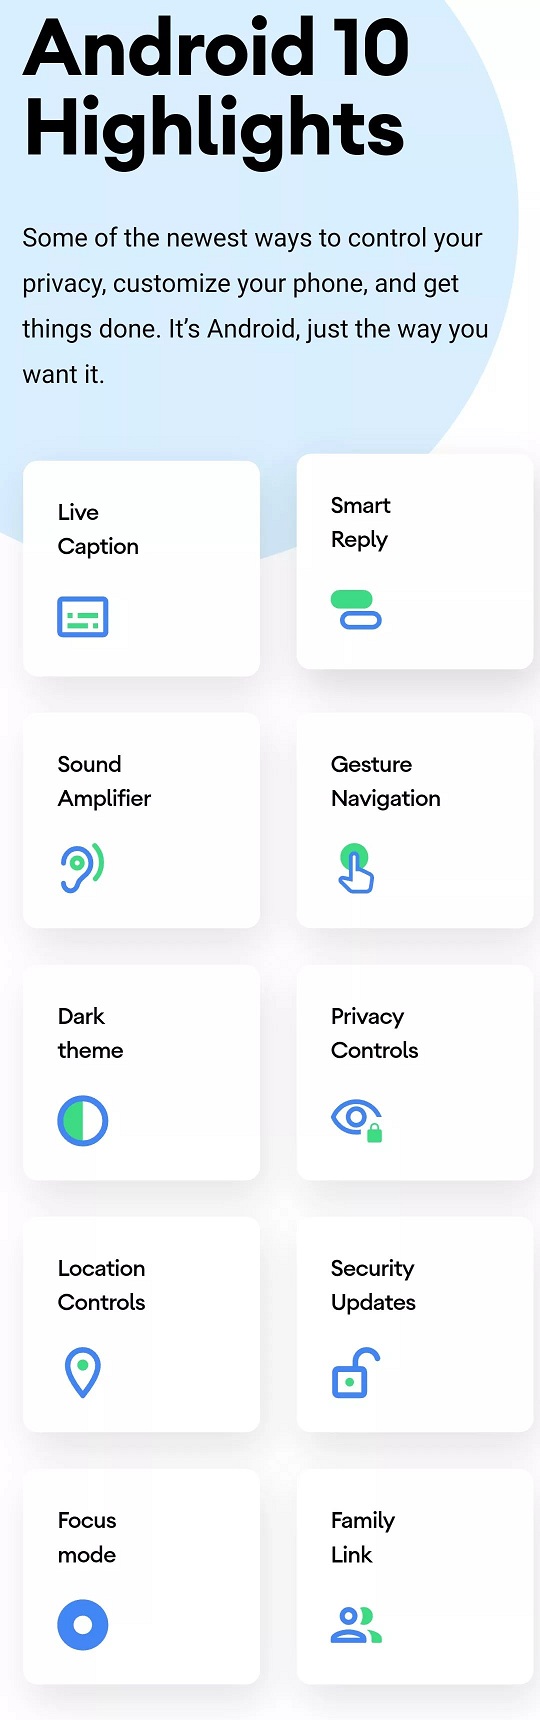 Android 10
Highlights
Some of the newest ways to control your
privacy, customize your phone, and get
things done. It’s Android, just the way you
want it.
Live
Caption
Smart
Reply
Sound
Amplifier
Gesture
Navigation
Dark
theme
Privacy
Controls
Location
Controls
Security
Updates
Focus
mode
Family
Link